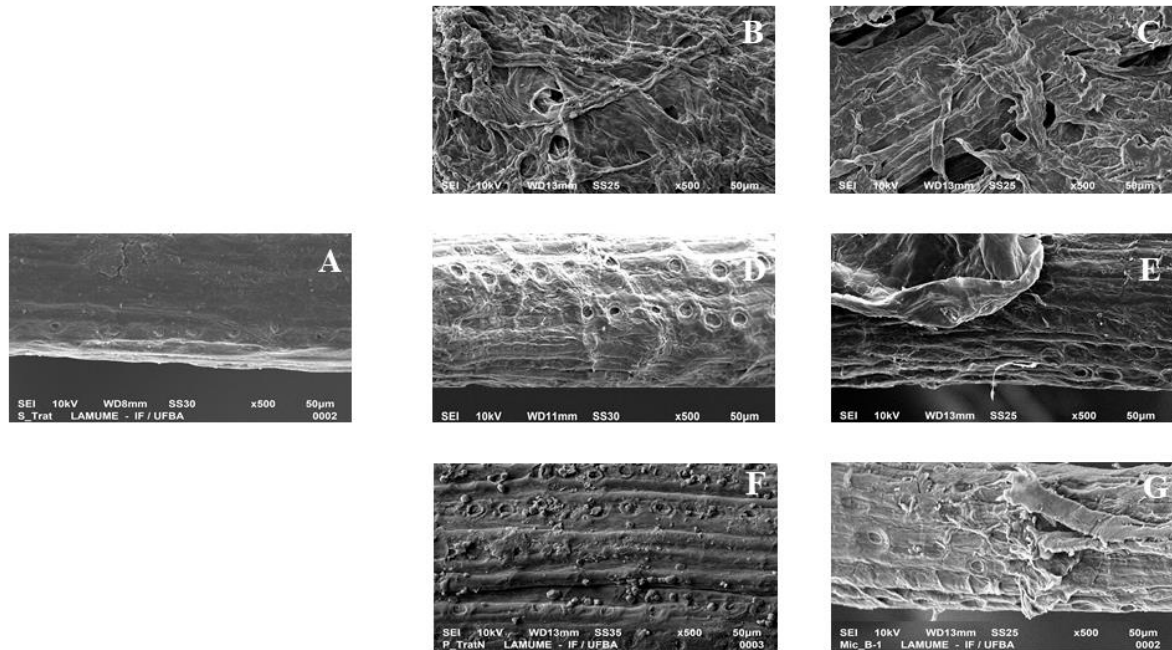 B
SEI 10kV WD13mm SS25 x500 50µm
C
SEI 10kV WD13mm SS25 x500 50µm
A
SEI 10kV WD8mm SS30 x500 50µm
S_Trat LAMUME - IF / UFBA 0002
D
SEI 10kV WD11mm SS30 x500 50µm
E
SEI 10kV WD13mm SS25 x500 50µm
F
SEI 10kV WD13mm SS35 x500 50µm
P_TratN LAMUME - IF / UFBA 0003
G
SEI 10kV WD13mm SS25 x500 50µm
Mic_B-1 LAMUME - IF / UFBA 0002